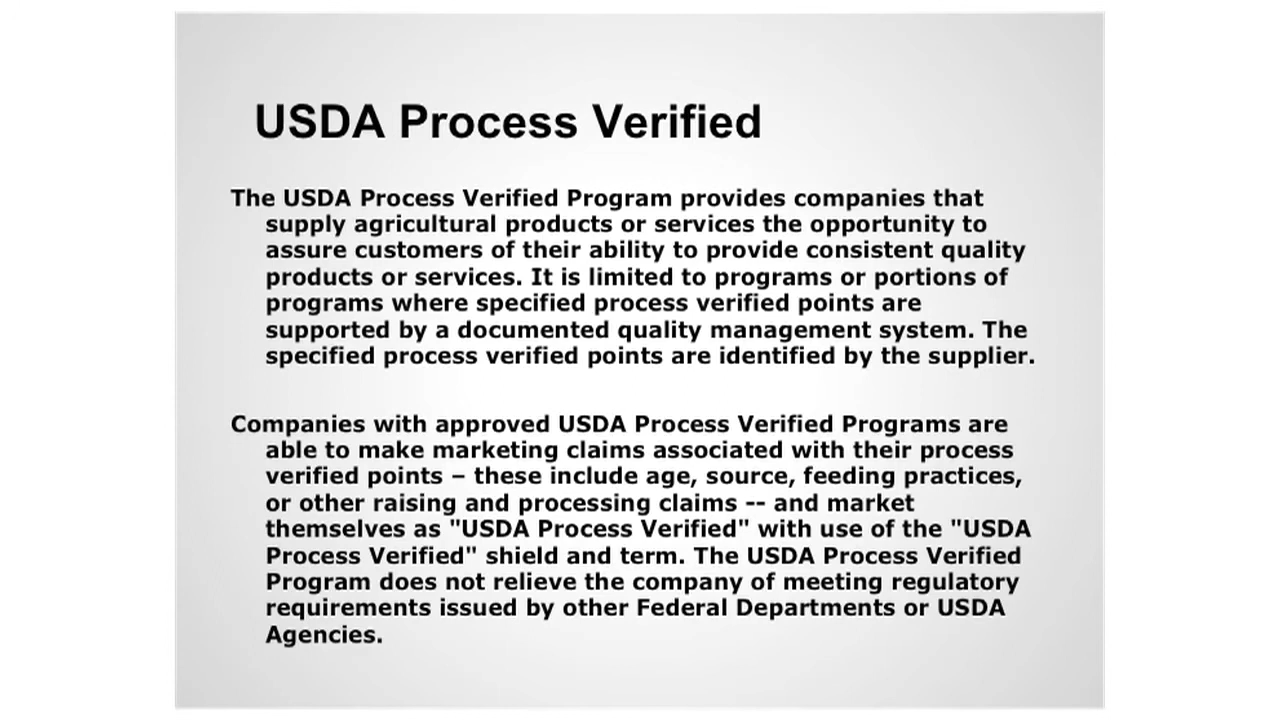 USDA Process Verified
The USDA Process Verified Program provides companies that
supply agricultural products or services the opportunity to
assure customers of their ability to provide consistent quality
products or services. It is limited to programs or portions of
programs where specified process verified points are
supported by a documented quality management system. The
specified process verified points are identified by the supplier.
Companies with approved USDA Process Verified Programs are
able to make marketing claims associated with their process
verified points – these include age, source, feeding practices,
or other raising and processing claims -- and market
themselves as "USDA Process Verified" with use of the "USDA
Process Verified" shield and term. The USDA Process Verified
Program does not relieve the company of meeting regulatory
requirements issued by other Federal Departments or USDA
Agencies.